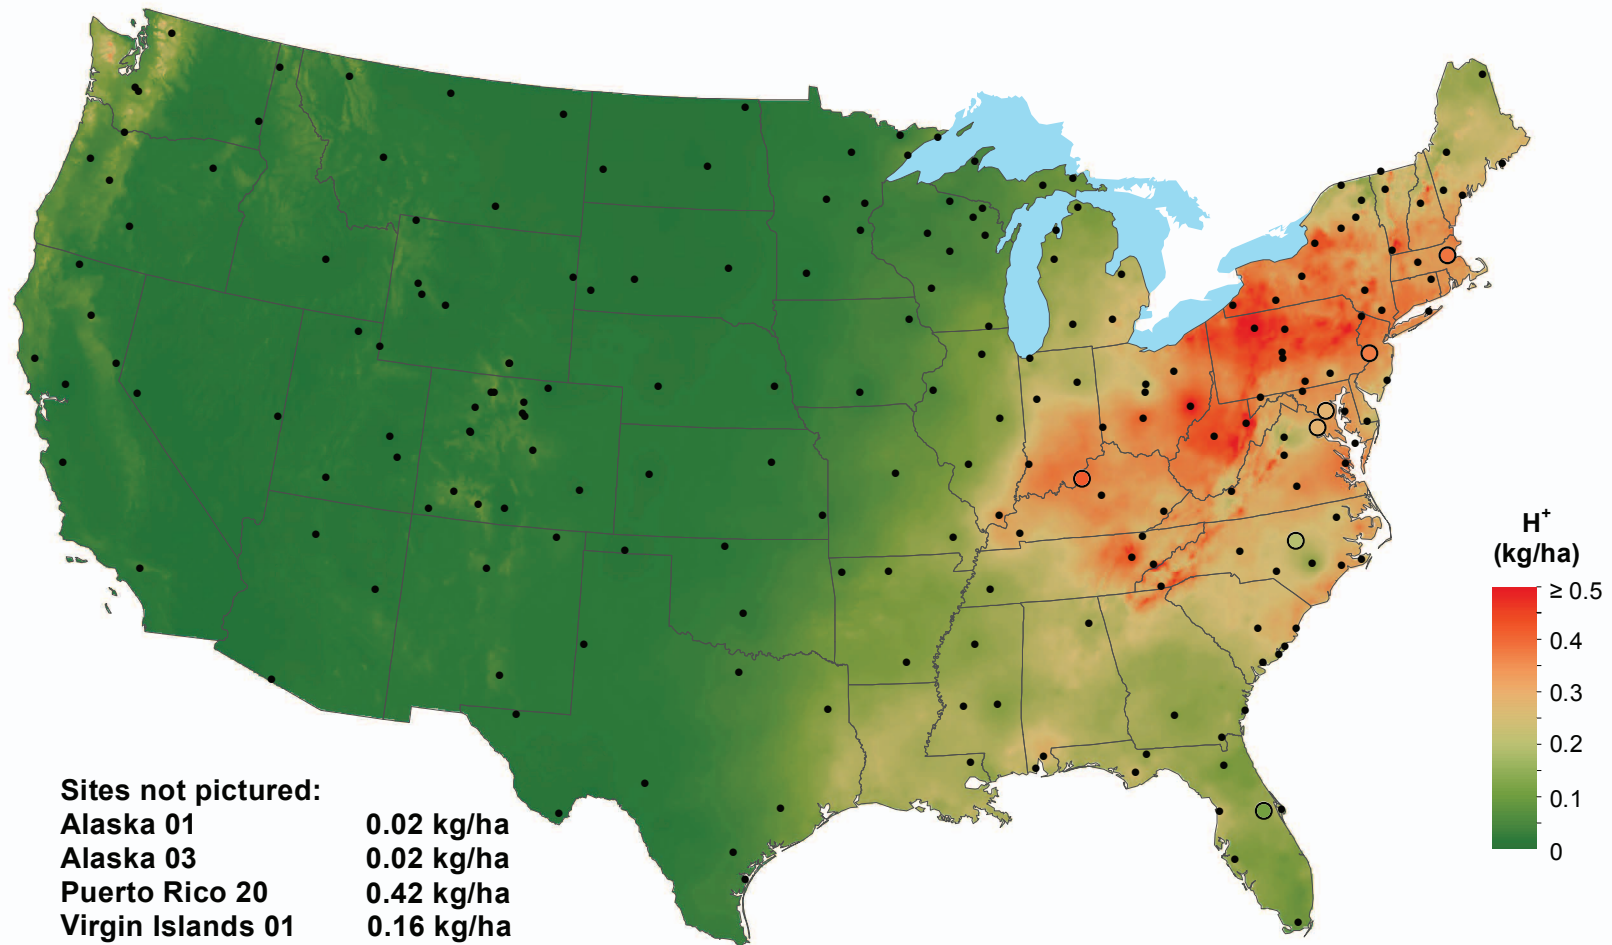 H+
(kg/ha)
≥ 0.5
0.4
0.3
0.2
0.1
0
Sites not pictured:
Alaska 01 0.02 kg/ha
Alaska 03 0.02 kg/ha
Puerto Rico 20 0.42 kg/ha
Virgin Islands 01 0.16 kg/ha